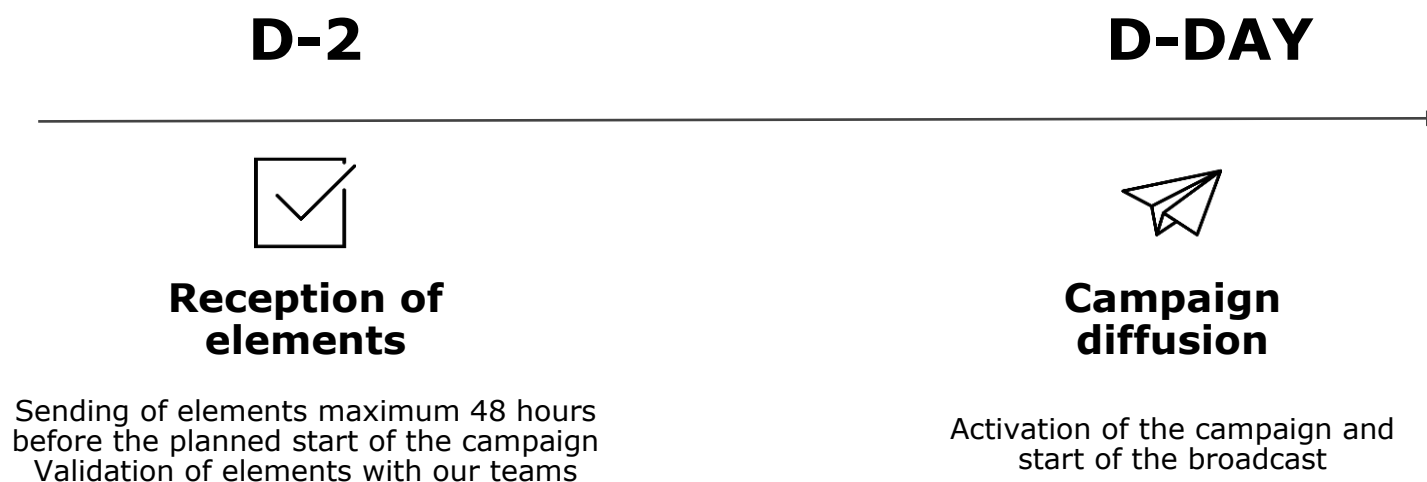 D-2
D-DAY
Reception of
elements
Sending of elements maximum 48 hours
before the planned start of the campaign
Validation of elements with our teams
Campaign
diffusion
Activation of the campaign and
start of the broadcast